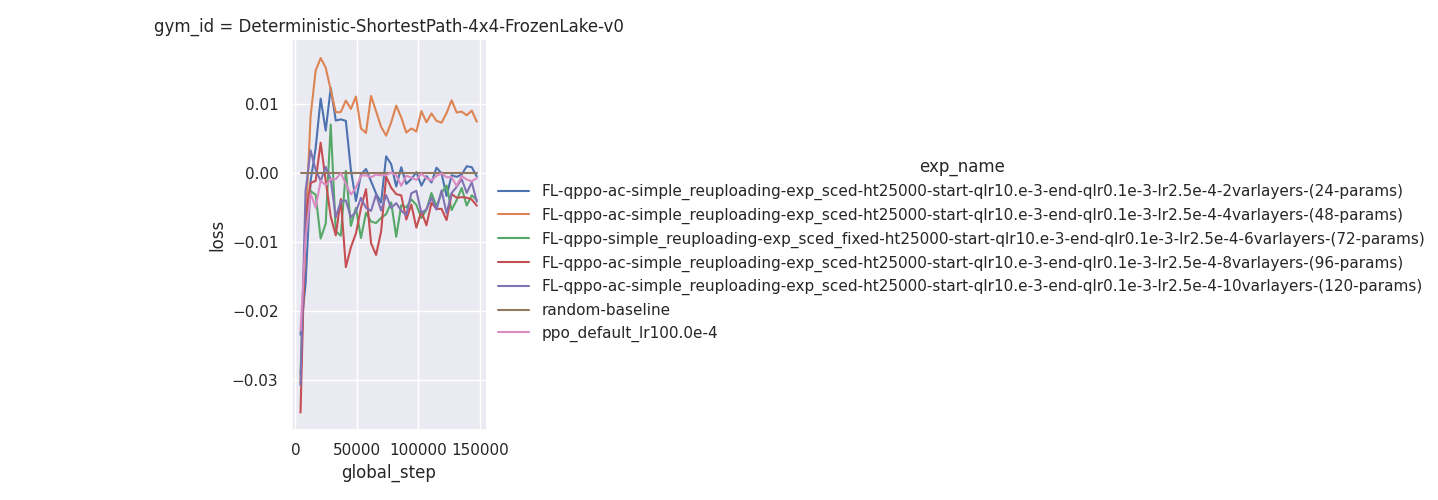 gym_id = Deterministic-ShortestPath-4x4-FrozenLake-v0
loss
0.01
0.00
−0.01
−0.02
−0.03
0
50000
100000
150000
global_step
exp_name
FL-qppo-ac-simple_reuploading-exp_sced-ht25000-start-qlr10.e-3-end-qlr0.1e-3-lr2.5e-4-2varlayers-(24-params)
FL-qppo-ac-simple_reuploading-exp_sced-ht25000-start-qlr10.e-3-end-qlr0.1e-3-lr2.5e-4-4varlayers-(48-params)
FL-qppo-simple_reuploading-exp_sced_fixed-ht25000-start-qlr10.e-3-end-qlr0.1e-3-lr2.5e-4-6varlayers-(72-params)
FL-qppo-ac-simple_reuploading-exp_sced-ht25000-start-qlr10.e-3-end-qlr0.1e-3-lr2.5e-4-8varlayers-(96-params)
FL-qppo-ac-simple_reuploading-exp_sced-ht25000-start-qlr10.e-3-end-qlr0.1e-3-lr2.5e-4-10varlayers-(120-params)
random-baseline
ppo_default_lr100.0e-4